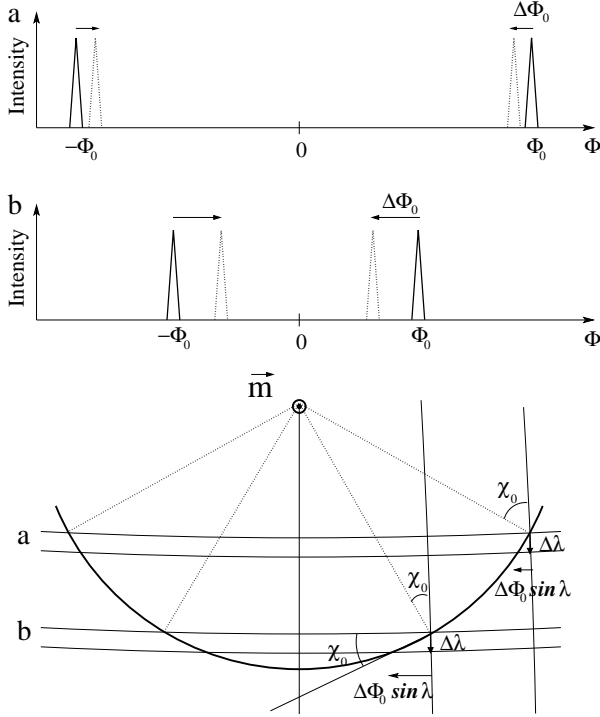 a
Intensity
ΔΦ₀
−Φ₀
0
Φ₀
Φ
b
Intensity
ΔΦ₀
−Φ₀
0
Φ₀
Φ
m
χ₀
a
Δλ
χ₀
ΔΦ₀ sin λ
b
χ₀
Δλ
ΔΦ₀ sin λ